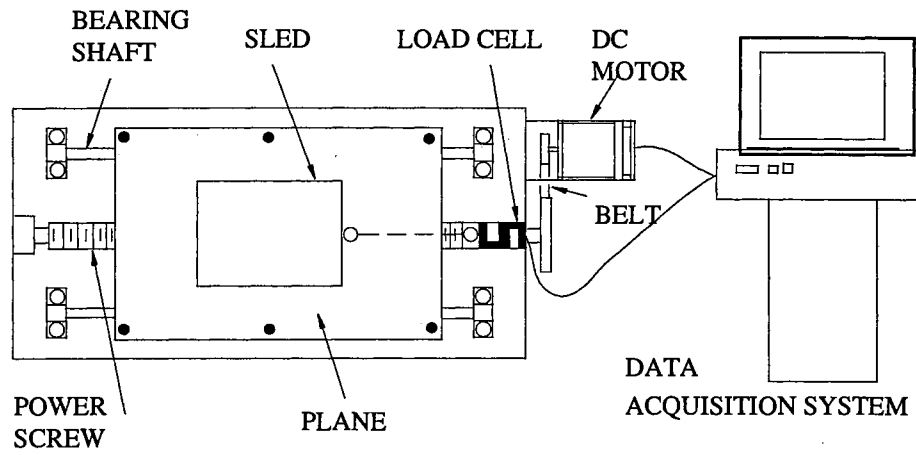 BEARING
SHAFT
SLED
LOAD CELL
DC
MOTOR
BELT
POWER
SCREW
PLANE
DATA
ACQUISITION SYSTEM